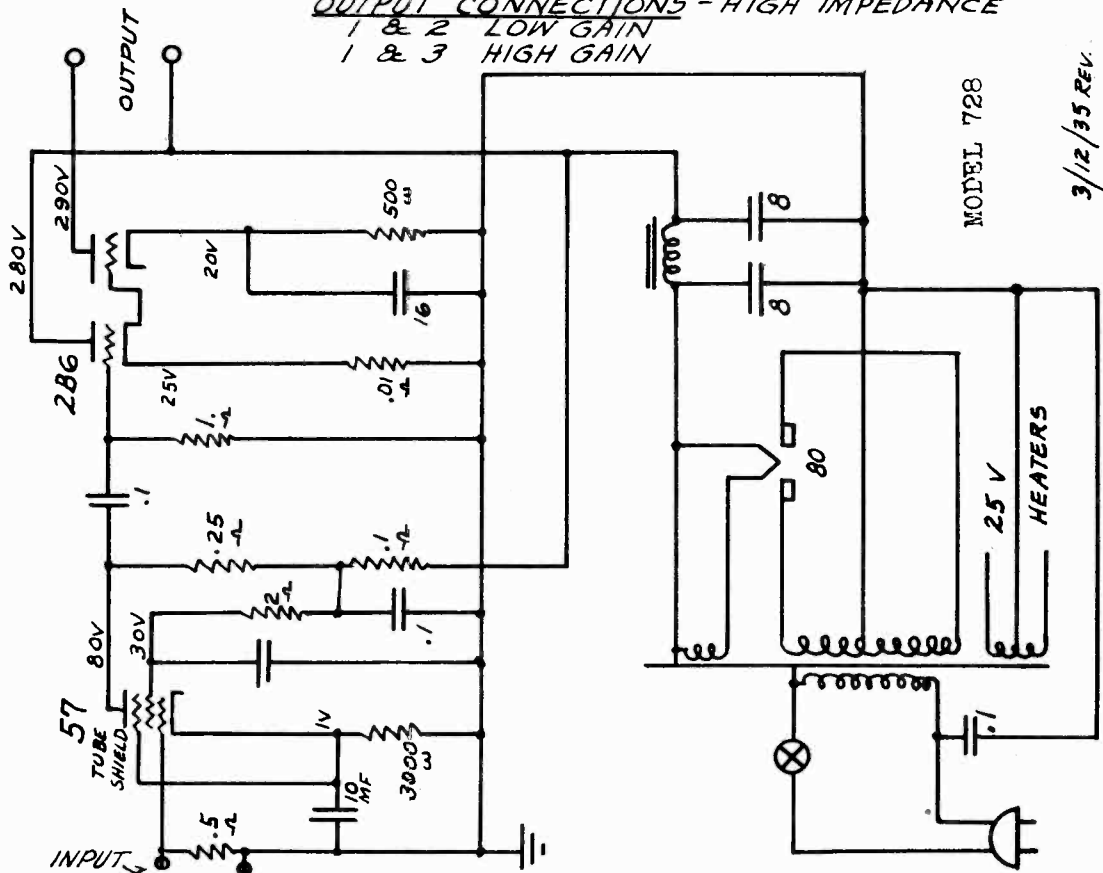 OUTPUT CONNECTIONS - HIGH IMPEDANCE
1 & 2 LOW GAIN
1 & 3 HIGH GAIN
OUTPUT
280V
290V
20V
500 ω
16
2B6
25V
.01 Ω
1. Ω
.1
.25 Ω
.1 Ω
2 Ω
.1
80V
30V
57
TUBE
SHIELD
1V
3000 ω
10
MF
.5 Ω
INPUT
8
8
80
25 V
HEATERS
.1
MODEL 728
3/12/35 REV.